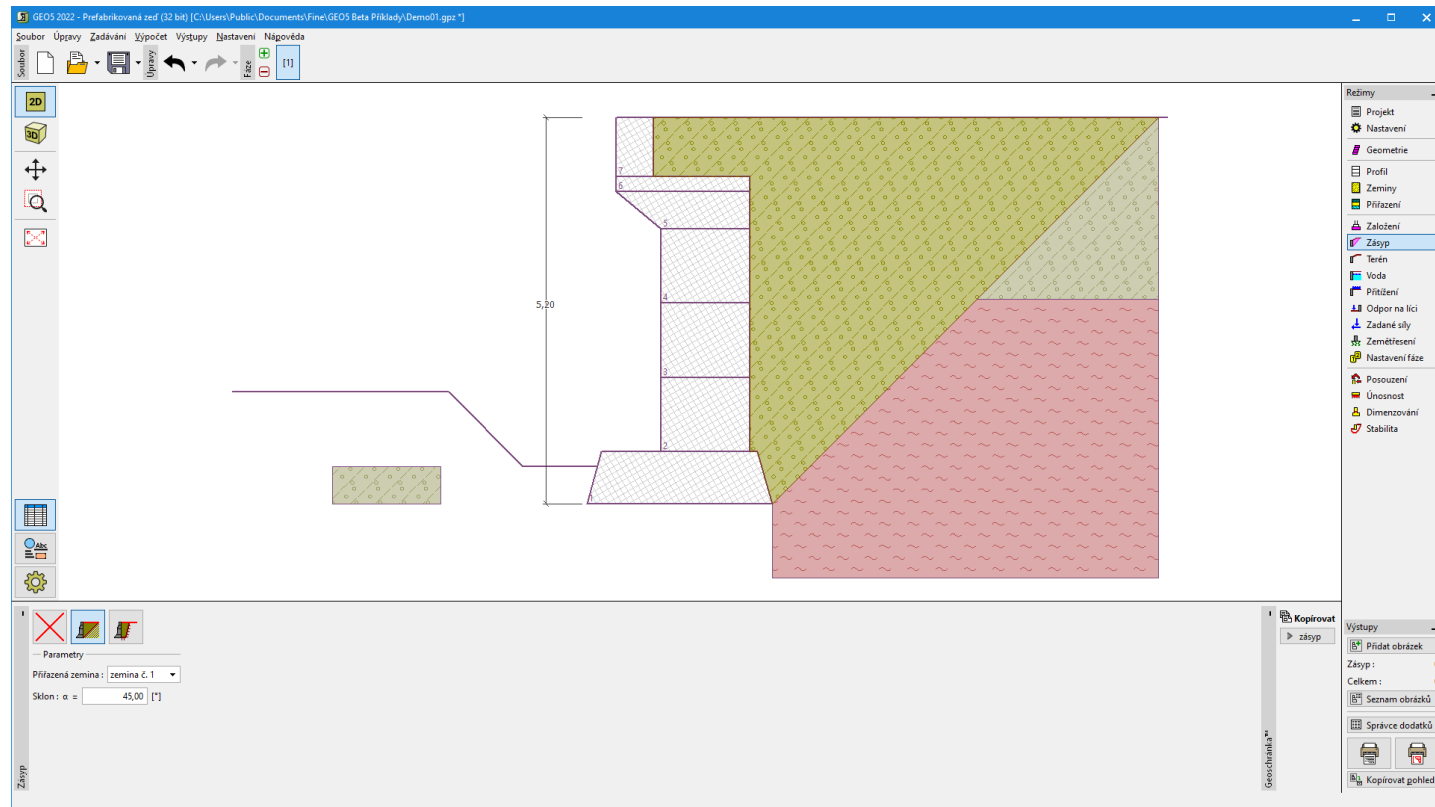 GEO5 2022 - Prefabrikovaná zeď (32 bit) [C:\Users\Public\Documents\Fine\GEO5 Beta Příklady\Demo01.gpz *]
Soubor Úpravy Zadávání Výpočet Výstupy Nastavení Nápověda
Soubor
Úpravy
Fáze
[1]
2D
3D
Abc
7
6
5
4
3
2
1
5,20
Režimy
Projekt
Nastavení
Geometrie
Profil
Zeminy
Přiřazení
Založení
Zásyp
Terén
Voda
Přitížení
Odpor na líci
Zadané síly
Zemětřesení
Nastavení fáze
Posouzení
Únosnost
Dimenzování
Stabilita
Zásyp
Parametry
Přiřazená zemina : zemina č. 1
Sklon : α = 45,00 [°]
Geoschránka™
Kopírovat
zásyp
Výstupy
Přidat obrázek
Zásyp :
Celkem :
Seznam obrázků
Správce dodatků
Kopírovat pohled